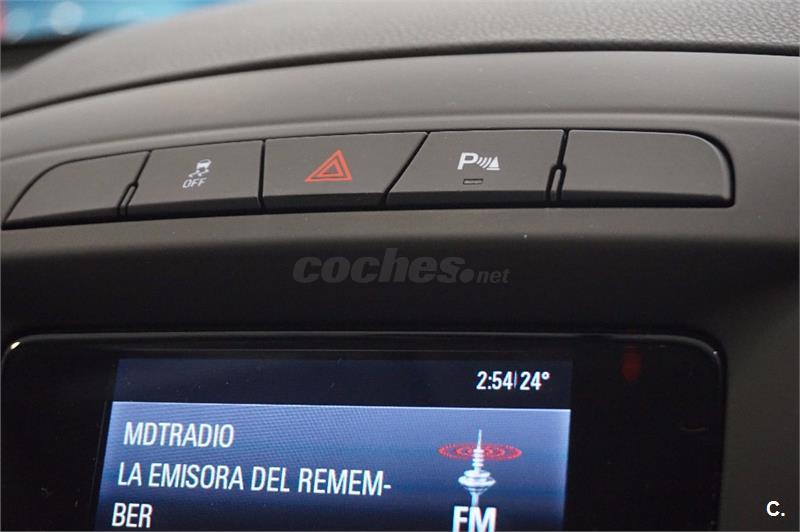 OFF
P
coches.net
2:54 24°
MDTRADIO
LA EMISORA DEL REMEM-
BER
FM
C.